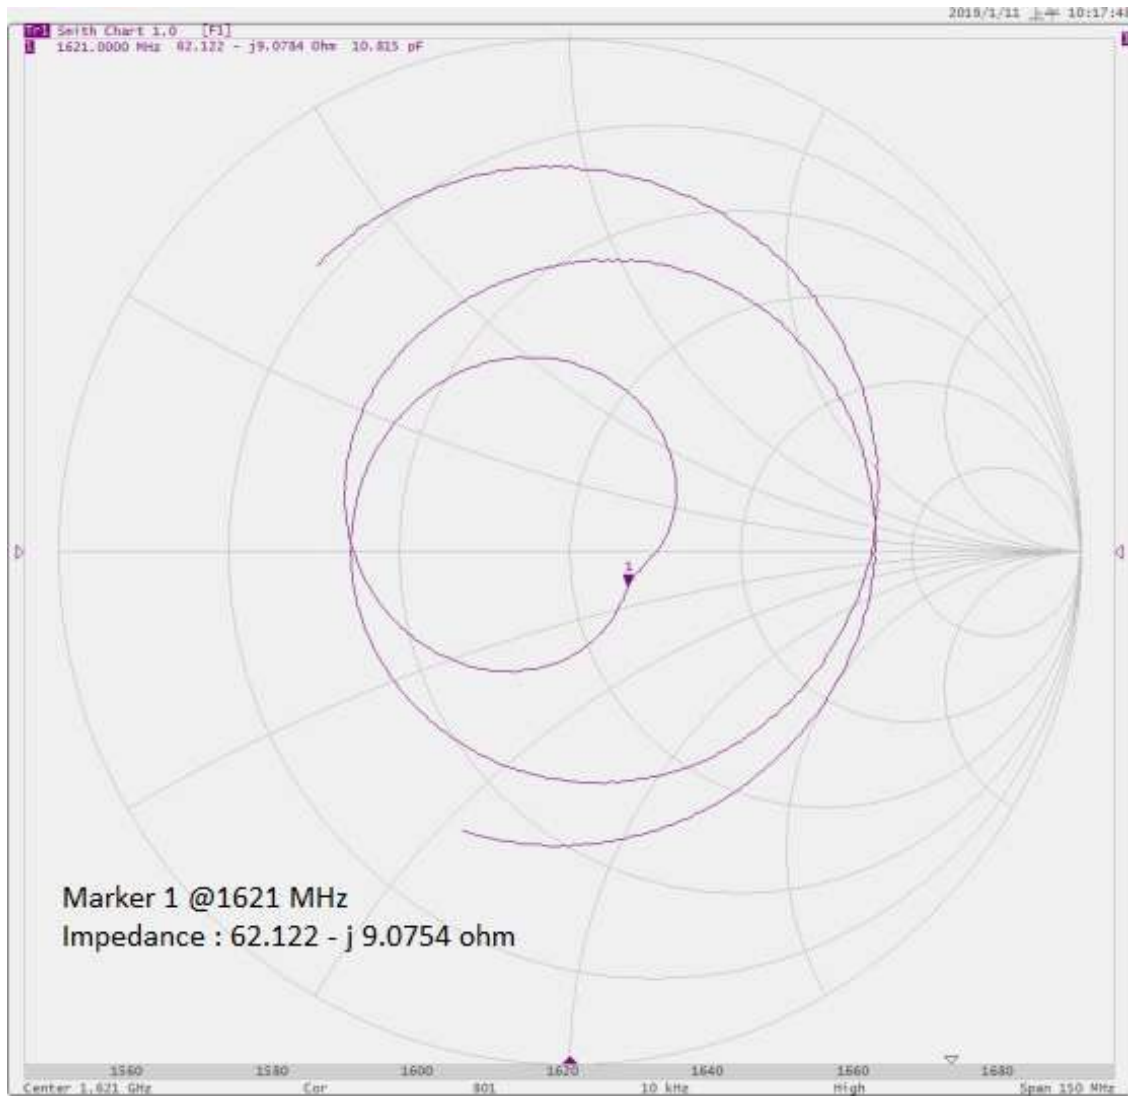 2019/1/11 上午 10:17:48
Tr1 Smith Chart 1.0 [F1]
1 1621.0000 MHz 62.122 - j9.0784 Ohm 10.815 pF
1
1
Marker 1 @1621 MHz
Impedance : 62.122 - j 9.0754 ohm
1560 1580 1600 1620 1640 1660 1680
Center 1.621 GHz Cor 801 10 kHz High Span 150 MHz